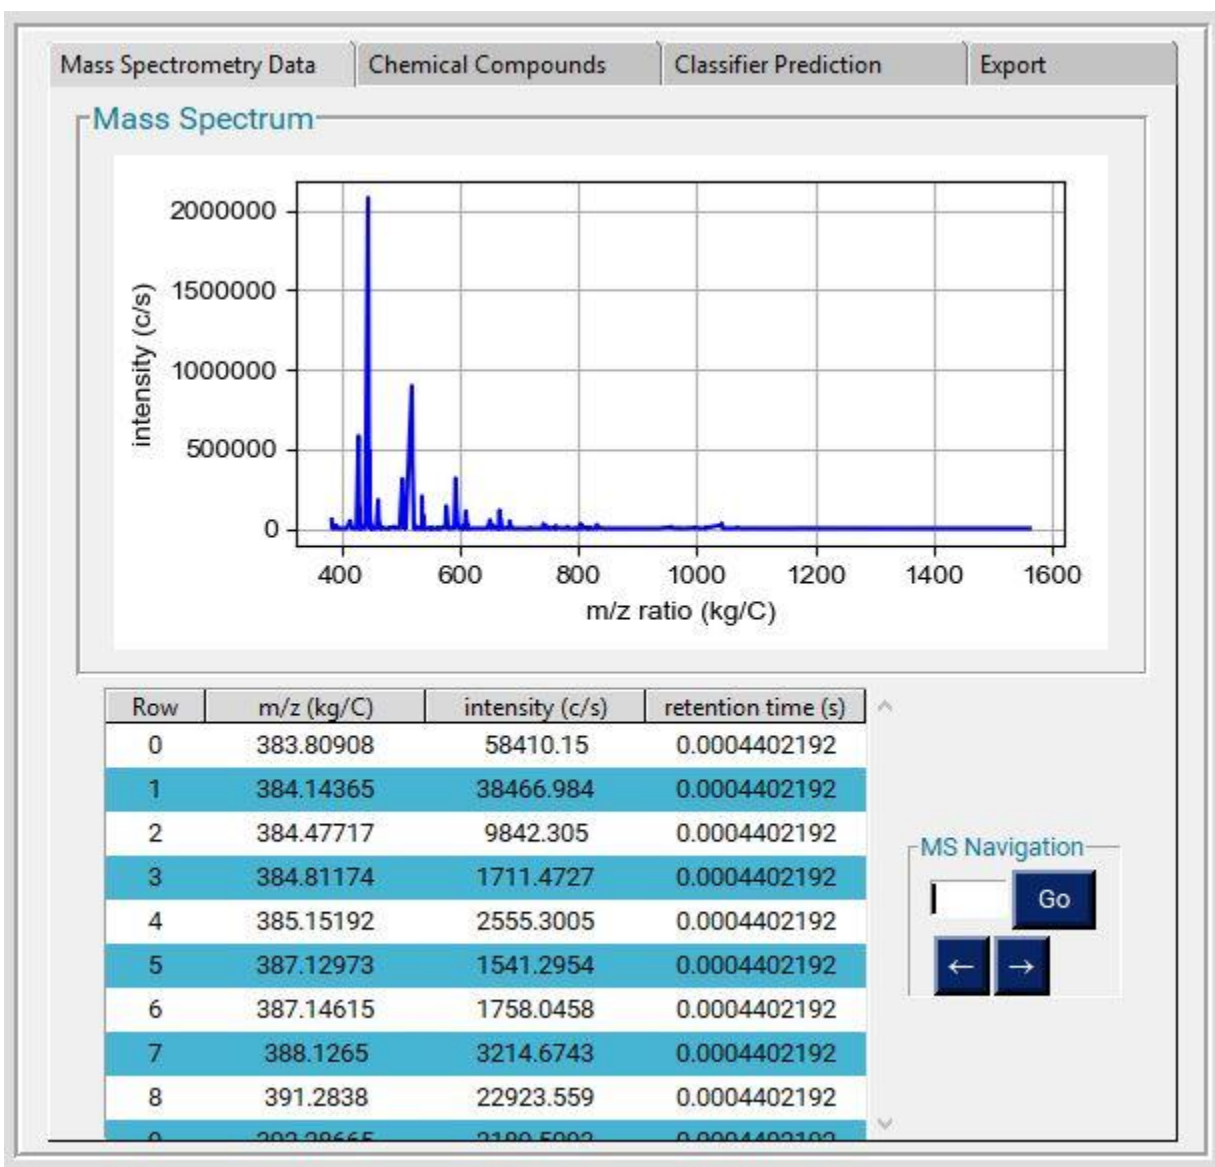 Mass Spectrometry Data Chemical Compounds Classifier Prediction Export
Mass Spectrum
2000000
1500000
1000000
500000
0
intensity (c/s)
400 600 800 1000 1200 1400 1600
m/z ratio (kg/C)
Row m/z (kg/C) intensity (c/s) retention time (s)
0 383.80908 58410.15 0.0004402192
1 384.14365 38466.984 0.0004402192
2 384.47717 9842.305 0.0004402192
3 384.81174 1711.4727 0.0004402192
4 385.15192 2555.3005 0.0004402192
5 387.12973 1541.2954 0.0004402192
6 387.14615 1758.0458 0.0004402192
7 388.1265 3214.6743 0.0004402192
8 391.2838 22923.559 0.0004402192
MS Navigation
Go
← →